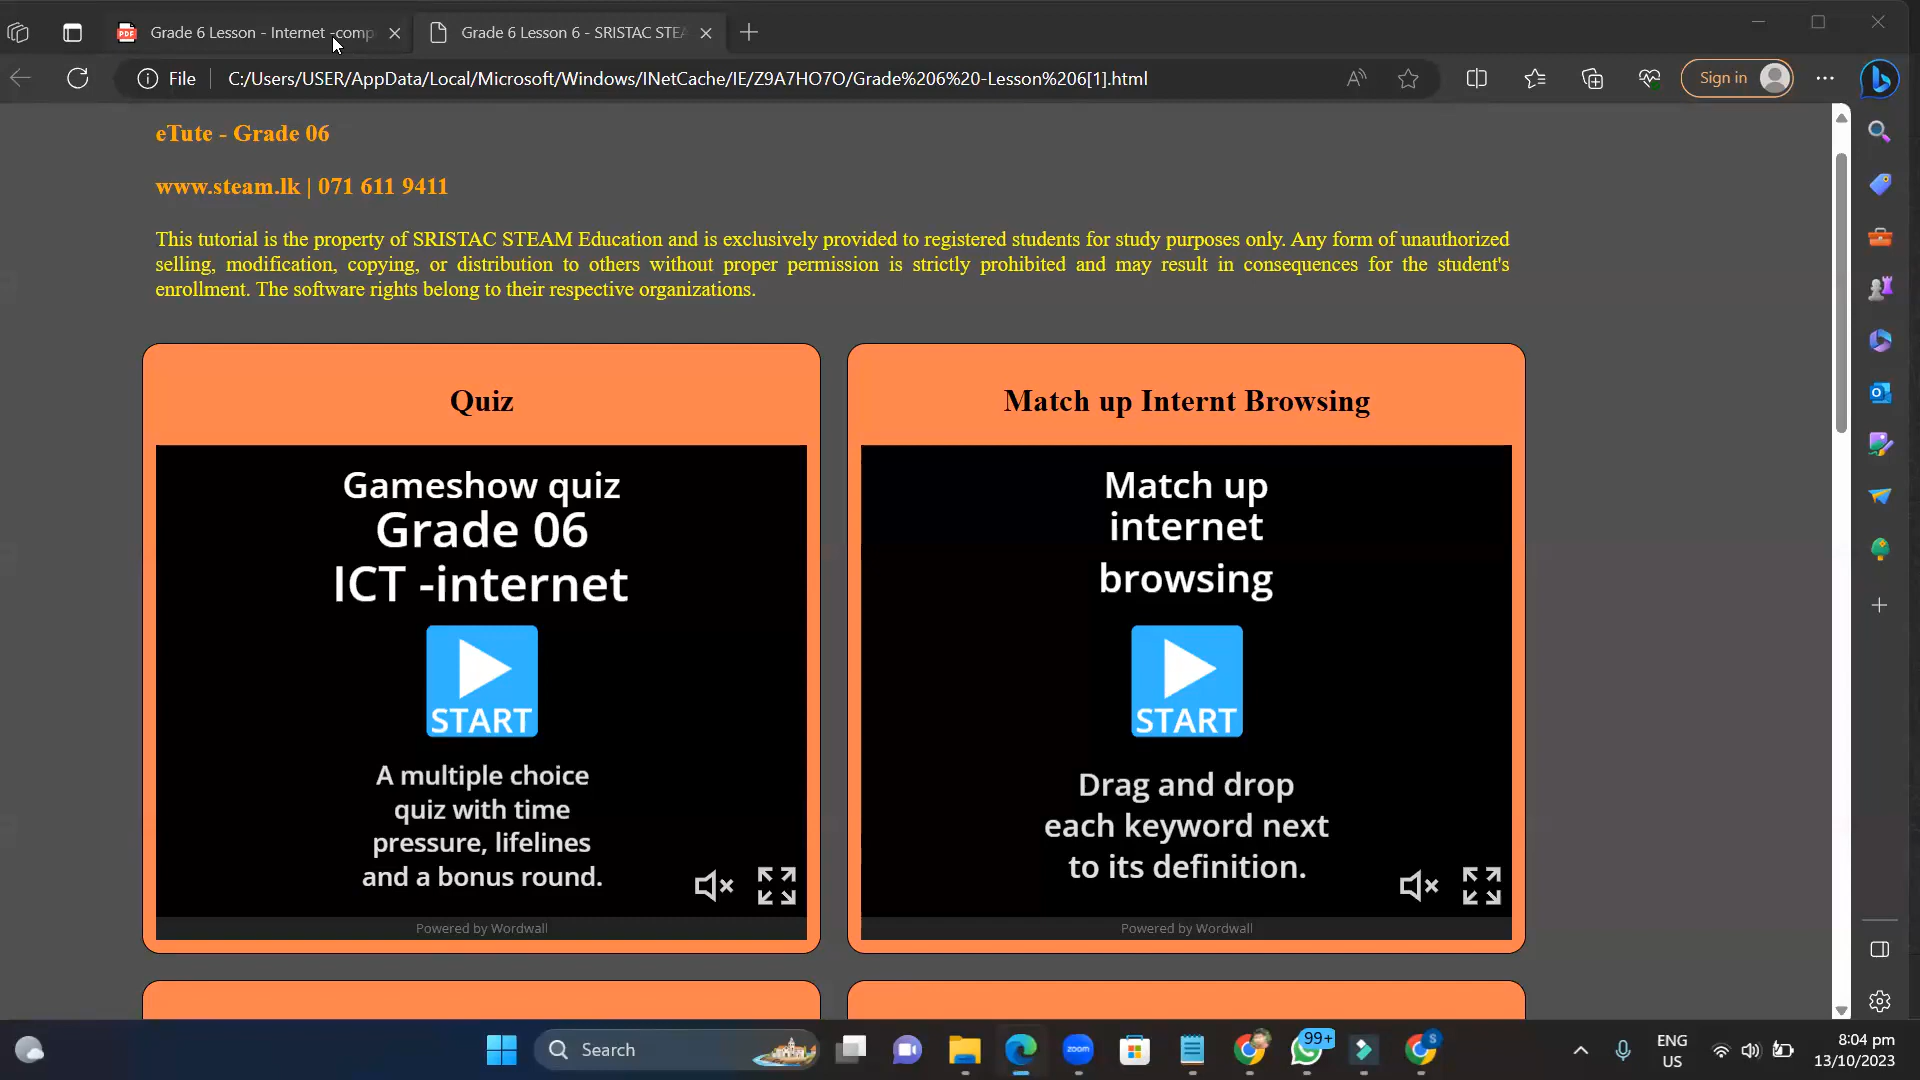 Grade 6 Lesson - Internet -comp
Grade 6 Lesson 6 - SRISTAC STEA
File
C:/Users/USER/AppData/Local/Microsoft/Windows/INetCache/IE/Z9A7HO7O/Grade%206%20-Lesson%206[1].html
Sign in
eTute - Grade 06
www.steam.lk | 071 611 9411
This tutorial is the property of SRISTAC STEAM Education and is exclusively provided to registered students for study purposes only. Any form of unauthorized
selling, modification, copying, or distribution to others without proper permission is strictly prohibited and may result in consequences for the student's
enrollment. The software rights belong to their respective organizations.
Quiz
Gameshow quiz
Grade 06
ICT -internet
START
A multiple choice
quiz with time
pressure, lifelines
and a bonus round.
Powered by Wordwall
Match up Internt Browsing
Match up
internet
browsing
START
Drag and drop
each keyword next
to its definition.
Powered by Wordwall
Search
zoom
99+
S
ENG
US
8:04 pm
13/10/2023